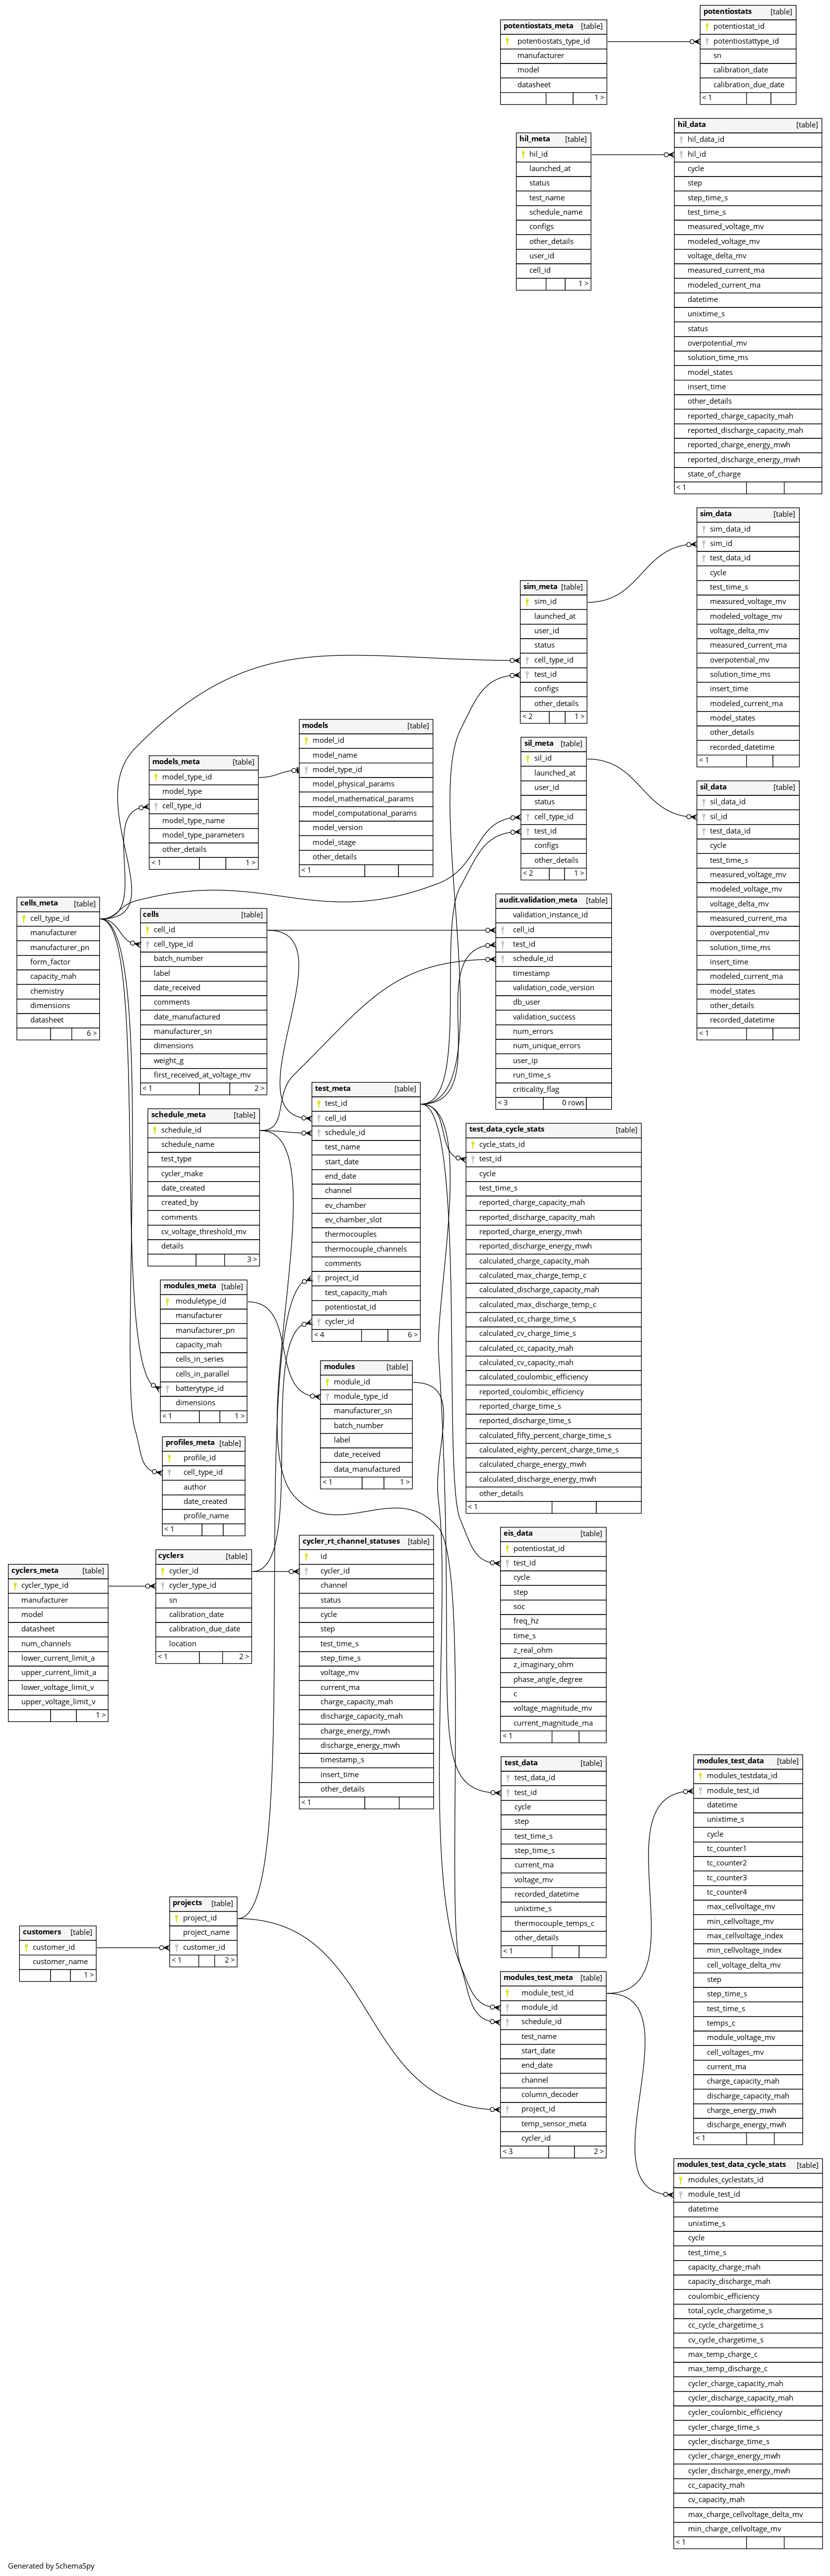 potentiostats [table]
potentiostat_id
potentiostattype_id
sn
calibration_date
calibration_due_date
< 1
potentiostats_meta [table]
potentiostats_type_id
manufacturer
model
datasheet
1 >
hil_data [table]
hil_data_id
hil_id
cycle
step
step_time_s
test_time_s
measured_voltage_mv
modeled_voltage_mv
voltage_delta_mv
measured_current_ma
modeled_current_ma
datetime
unixtime_s
status
overpotential_mv
solution_time_ms
model_states
insert_time
other_details
reported_charge_capacity_mah
reported_discharge_capacity_mah
reported_charge_energy_mwh
reported_discharge_energy_mwh
state_of_charge
< 1
hil_meta [table]
hil_id
launched_at
status
test_name
schedule_name
configs
other_details
user_id
cell_id
1 >
sim_data [table]
sim_data_id
sim_id
test_data_id
cycle
test_time_s
measured_voltage_mv
modeled_voltage_mv
voltage_delta_mv
measured_current_ma
overpotential_mv
solution_time_ms
insert_time
modeled_current_ma
model_states
other_details
recorded_datetime
< 1
sim_meta [table]
sim_id
launched_at
user_id
status
cell_type_id
test_id
configs
other_details
< 2 1 >
models [table]
model_id
model_name
model_type_id
model_physical_params
model_mathematical_params
model_computational_params
model_version
model_stage
other_details
< 1
sil_meta [table]
sil_id
launched_at
user_id
status
cell_type_id
test_id
configs
other_details
< 2 1 >
models_meta [table]
model_type_id
model_type
cell_type_id
model_type_name
model_type_parameters
other_details
< 1 1 >
sil_data [table]
sil_data_id
sil_id
test_data_id
cycle
test_time_s
measured_voltage_mv
modeled_voltage_mv
voltage_delta_mv
measured_current_ma
overpotential_mv
solution_time_ms
insert_time
modeled_current_ma
model_states
other_details
recorded_datetime
< 1
cells_meta [table]
cell_type_id
manufacturer
manufacturer_pn
form_factor
capacity_mah
chemistry
dimensions
datasheet
6 >
cells [table]
cell_id
cell_type_id
batch_number
label
date_received
comments
date_manufactured
manufacturer_sn
dimensions
weight_g
first_received_at_voltage_mv
< 1 2 >
audit.validation_meta [table]
validation_instance_id
cell_id
test_id
schedule_id
timestamp
validation_code_version
db_user
validation_success
num_errors
num_unique_errors
user_ip
run_time_s
criticality_flag
< 3 0 rows
test_meta [table]
test_id
cell_id
schedule_id
test_name
start_date
end_date
channel
ev_chamber
ev_chamber_slot
thermocouples
thermocouple_channels
comments
project_id
test_capacity_mah
potentiostat_id
cycler_id
< 4 6 >
schedule_meta [table]
schedule_id
schedule_name
test_type
cycler_make
date_created
created_by
comments
cv_voltage_threshold_mv
details
3 >
test_data_cycle_stats [table]
cycle_stats_id
test_id
cycle
test_time_s
reported_charge_capacity_mah
reported_discharge_capacity_mah
reported_charge_energy_mwh
reported_discharge_energy_mwh
calculated_charge_capacity_mah
calculated_max_charge_temp_c
calculated_discharge_capacity_mah
calculated_max_discharge_temp_c
calculated_cc_charge_time_s
calculated_cv_charge_time_s
calculated_cc_capacity_mah
calculated_cv_capacity_mah
calculated_coulombic_efficiency
reported_coulombic_efficiency
reported_charge_time_s
reported_discharge_time_s
calculated_fifty_percent_charge_time_s
calculated_eighty_percent_charge_time_s
calculated_charge_energy_mwh
calculated_discharge_energy_mwh
other_details
< 1
modules_meta [table]
moduletype_id
manufacturer
manufacturer_pn
capacity_mah
cells_in_series
cells_in_parallel
batterytype_id
dimensions
< 1 1 >
modules [table]
module_id
module_type_id
manufacturer_sn
batch_number
label
date_received
data_manufactured
< 1 1 >
profiles_meta [table]
profile_id
cell_type_id
author
date_created
profile_name
< 1
eis_data [table]
potentiostat_id
test_id
cycle
step
soc
freq_hz
time_s
z_real_ohm
z_imaginary_ohm
phase_angle_degree
c
voltage_magnitude_mv
current_magnitude_ma
< 1
cycler_rt_channel_statuses [table]
id
cycler_id
channel
status
cycle
step
test_time_s
step_time_s
voltage_mv
current_ma
charge_capacity_mah
discharge_capacity_mah
charge_energy_mwh
discharge_energy_mwh
timestamp_s
insert_time
other_details
< 1
cyclers [table]
cycler_id
cycler_type_id
sn
calibration_date
calibration_due_date
location
< 1 2 >
cyclers_meta [table]
cycler_type_id
manufacturer
model
datasheet
num_channels
lower_current_limit_a
upper_current_limit_a
lower_voltage_limit_v
upper_voltage_limit_v
1 >
test_data [table]
test_data_id
test_id
cycle
step
test_time_s
step_time_s
current_ma
voltage_mv
recorded_datetime
unixtime_s
thermocouple_temps_c
other_details
< 1
modules_test_data [table]
modules_testdata_id
module_test_id
datetime
unixtime_s
cycle
tc_counter1
tc_counter2
tc_counter3
tc_counter4
max_cellvoltage_mv
min_cellvoltage_mv
max_cellvoltage_index
min_cellvoltage_index
cell_voltage_delta_mv
step
step_time_s
test_time_s
temps_c
module_voltage_mv
cell_voltages_mv
current_ma
charge_capacity_mah
discharge_capacity_mah
charge_energy_mwh
discharge_energy_mwh
< 1
projects [table]
project_id
project_name
customer_id
< 1 2 >
customers [table]
customer_id
customer_name
1 >
modules_test_meta [table]
module_test_id
module_id
schedule_id
test_name
start_date
end_date
channel
column_decoder
project_id
temp_sensor_meta
cycler_id
< 3 2 >
modules_test_data_cycle_stats [table]
modules_cyclestats_id
module_test_id
datetime
unixtime_s
cycle
test_time_s
capacity_charge_mah
capacity_discharge_mah
coulombic_efficiency
total_cycle_chargetime_s
cc_cycle_chargetime_s
cv_cycle_chargetime_s
max_temp_charge_c
max_temp_discharge_c
cycler_charge_capacity_mah
cycler_discharge_capacity_mah
cycler_coulombic_efficiency
cycler_charge_time_s
cycler_discharge_time_s
cycler_charge_energy_mwh
cycler_discharge_energy_mwh
cc_capacity_mah
cv_capacity_mah
max_charge_cellvoltage_delta_mv
min_charge_cellvoltage_mv
< 1
Generated by SchemaSpy